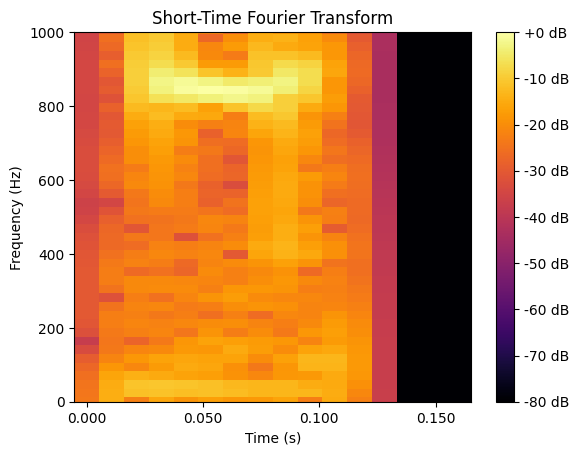 Short-Time Fourier Transform
1000
800
600
400
200
0
Frequency (Hz)
0.000
0.050
0.100
0.150
Time (s)
+0 dB
-10 dB
-20 dB
-30 dB
-40 dB
-50 dB
-60 dB
-70 dB
-80 dB